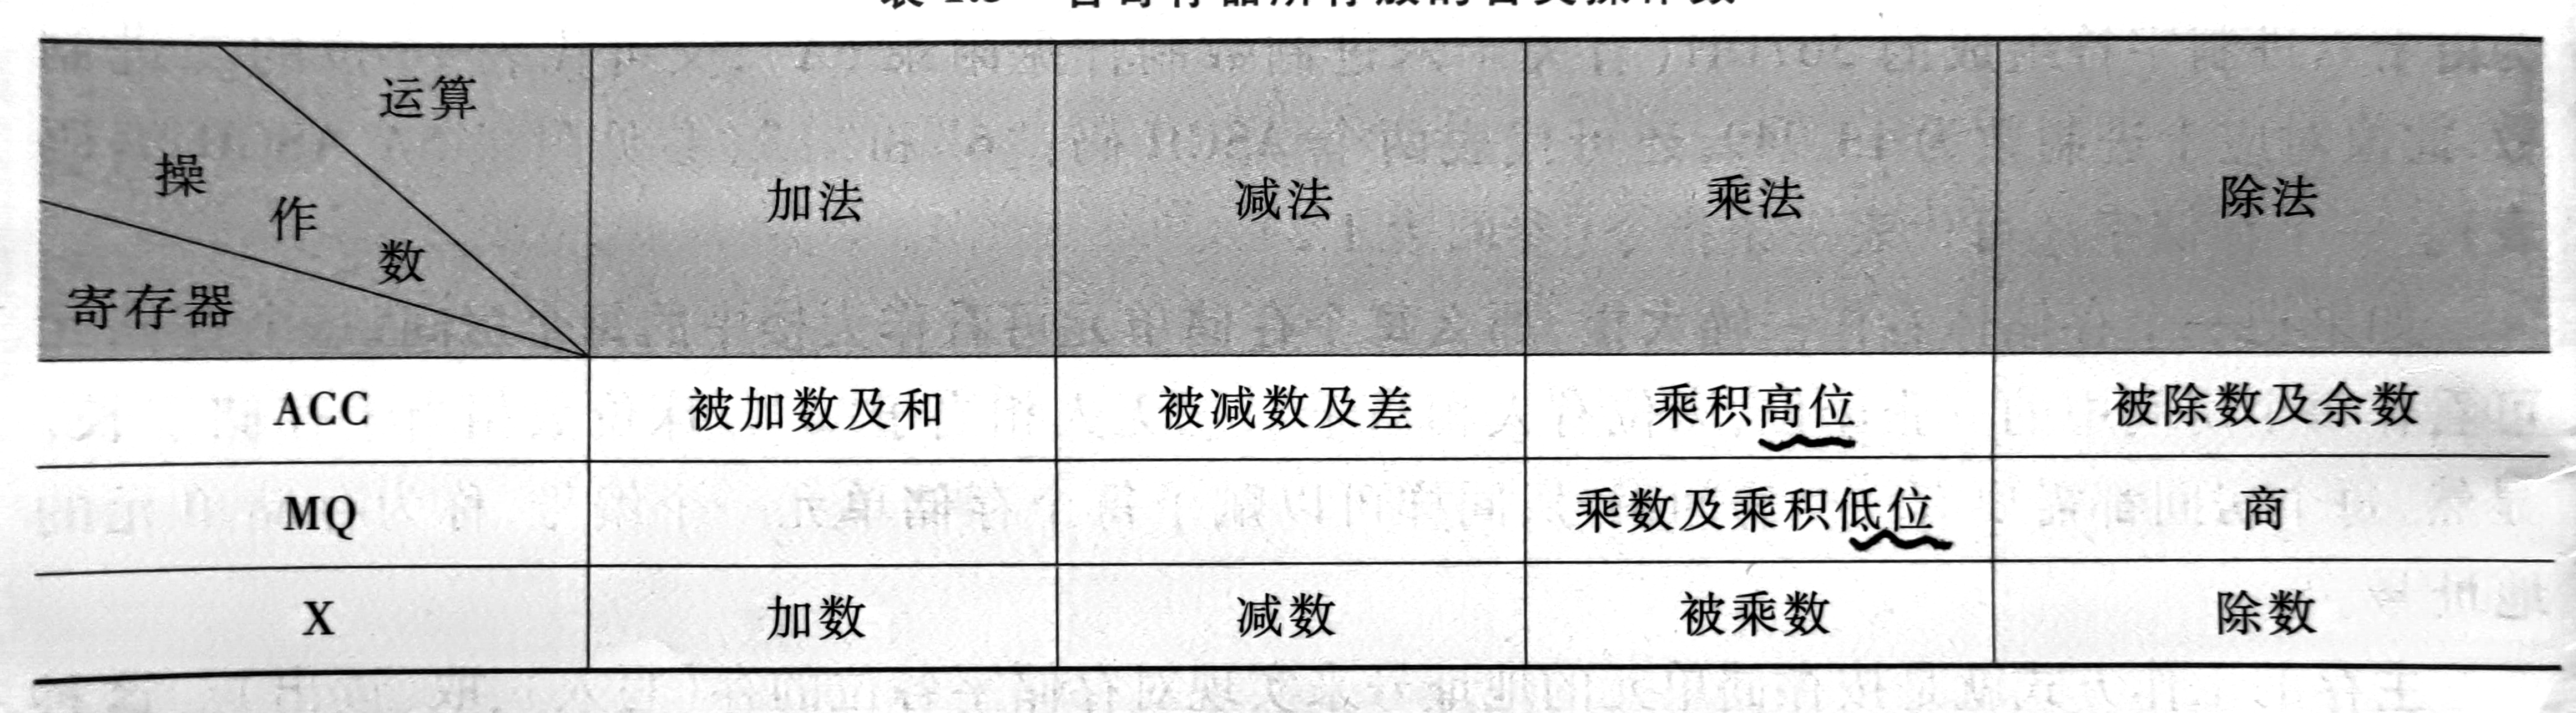 运算
操作数
寄存器
加法 减法 乘法 除法
ACC 被加数及和 被减数及差 乘积高位 被除数及余数
MQ 乘数及乘积低位 商
X 加数 减数 被乘数 除数